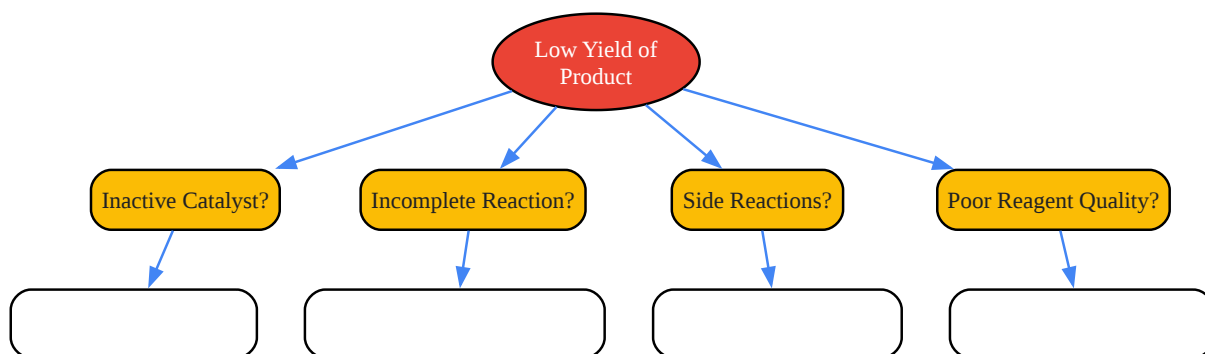 Low Yield of
Product
Inactive Catalyst?
Incomplete Reaction?
Side Reactions?
Poor Reagent Quality?